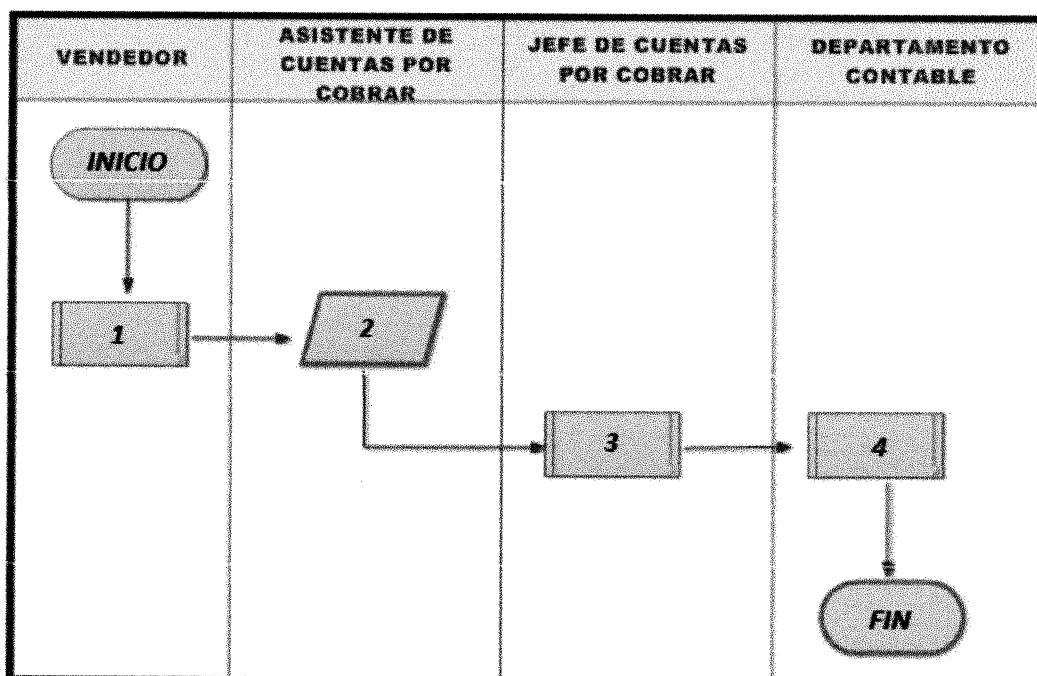 VENDEDOR
ASISTENTE DE
CUENTAS POR
COBRAR
JEFE DE CUENTAS
POR COBRAR
DEPARTAMENTO
CONTABLE
INICIO
1
2
3
4
FIN